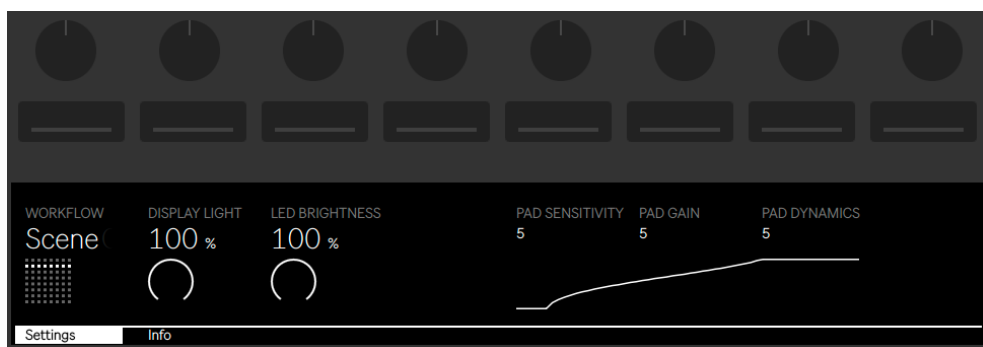 WORKFLOW DISPLAY LIGHT LED BRIGHTNESS PAD SENSITIVITY PAD GAIN PAD DYNAMICS
Scene 100 % 100 % 5 5 5
Settings Info